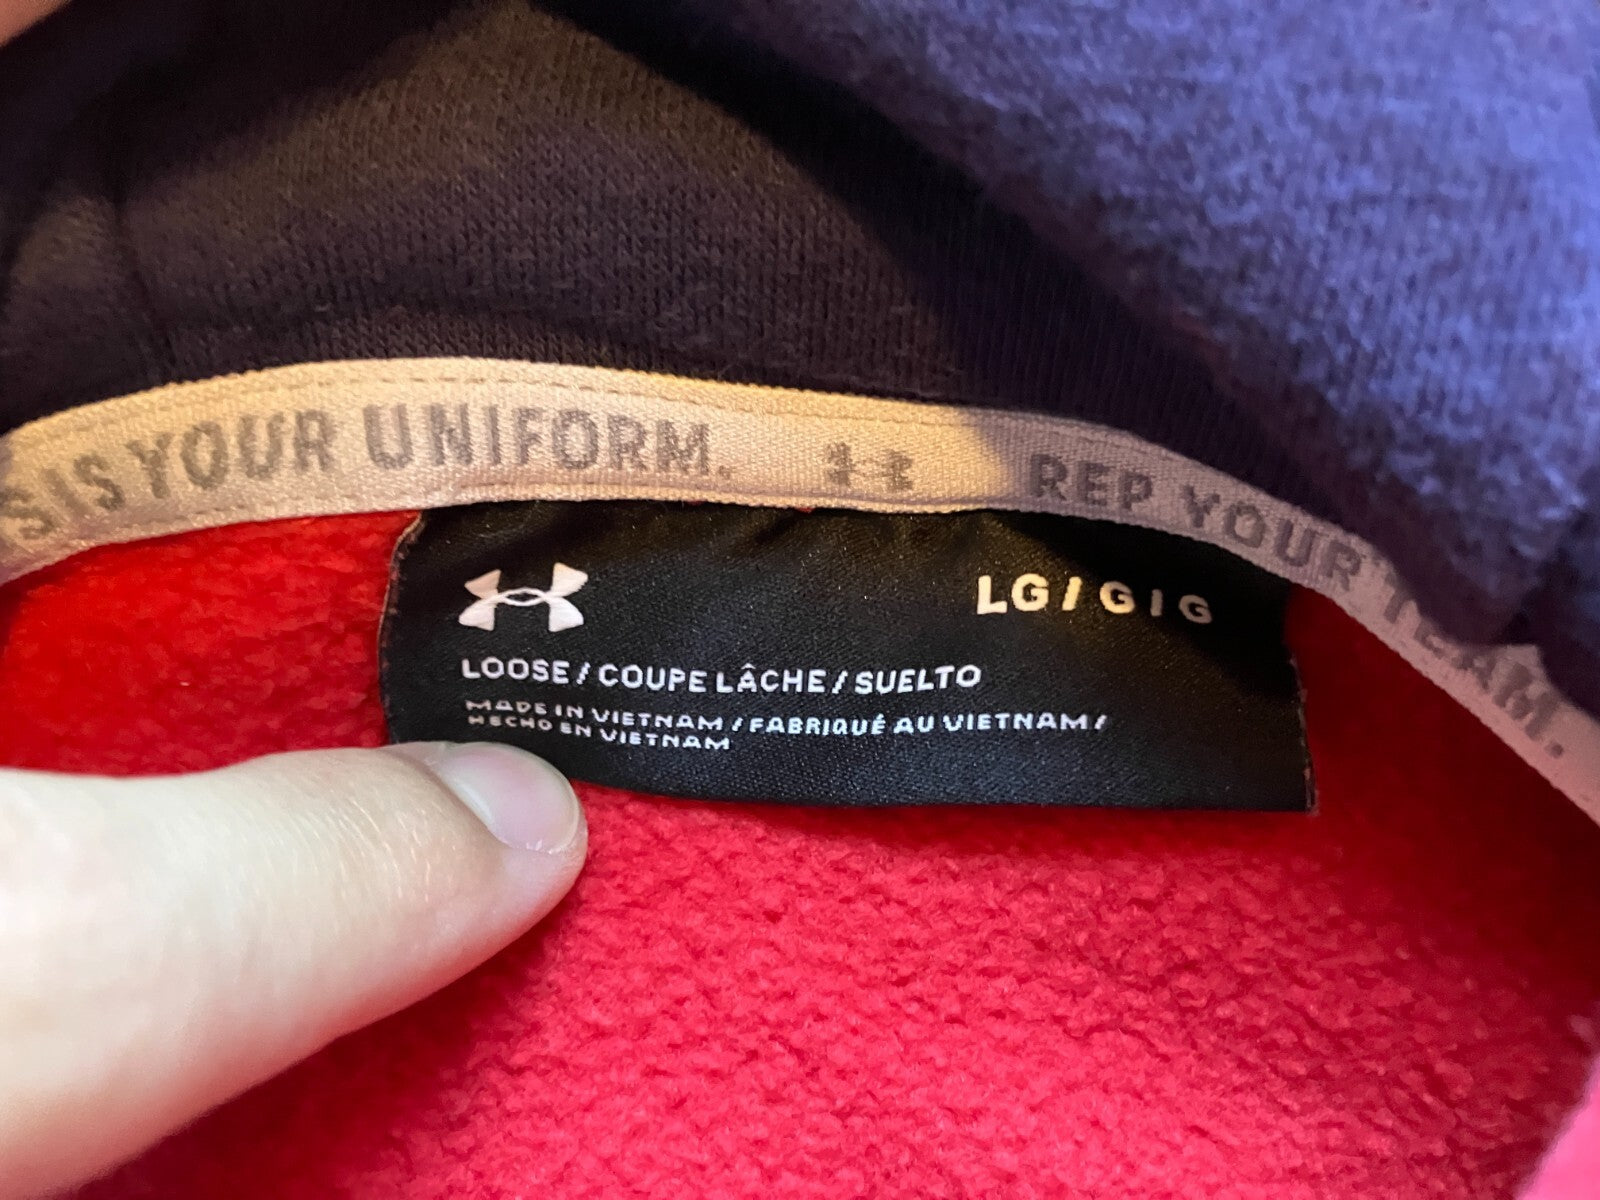 S IS YOUR UNIFORM. REP YOUR TEAM.
LG / G I G
LOOSE / COUPE LÂCHE / SUELTO
MADE IN VIETNAM / FABRIQUÉ AU VIETNAM /
HECHO EN VIETNAM